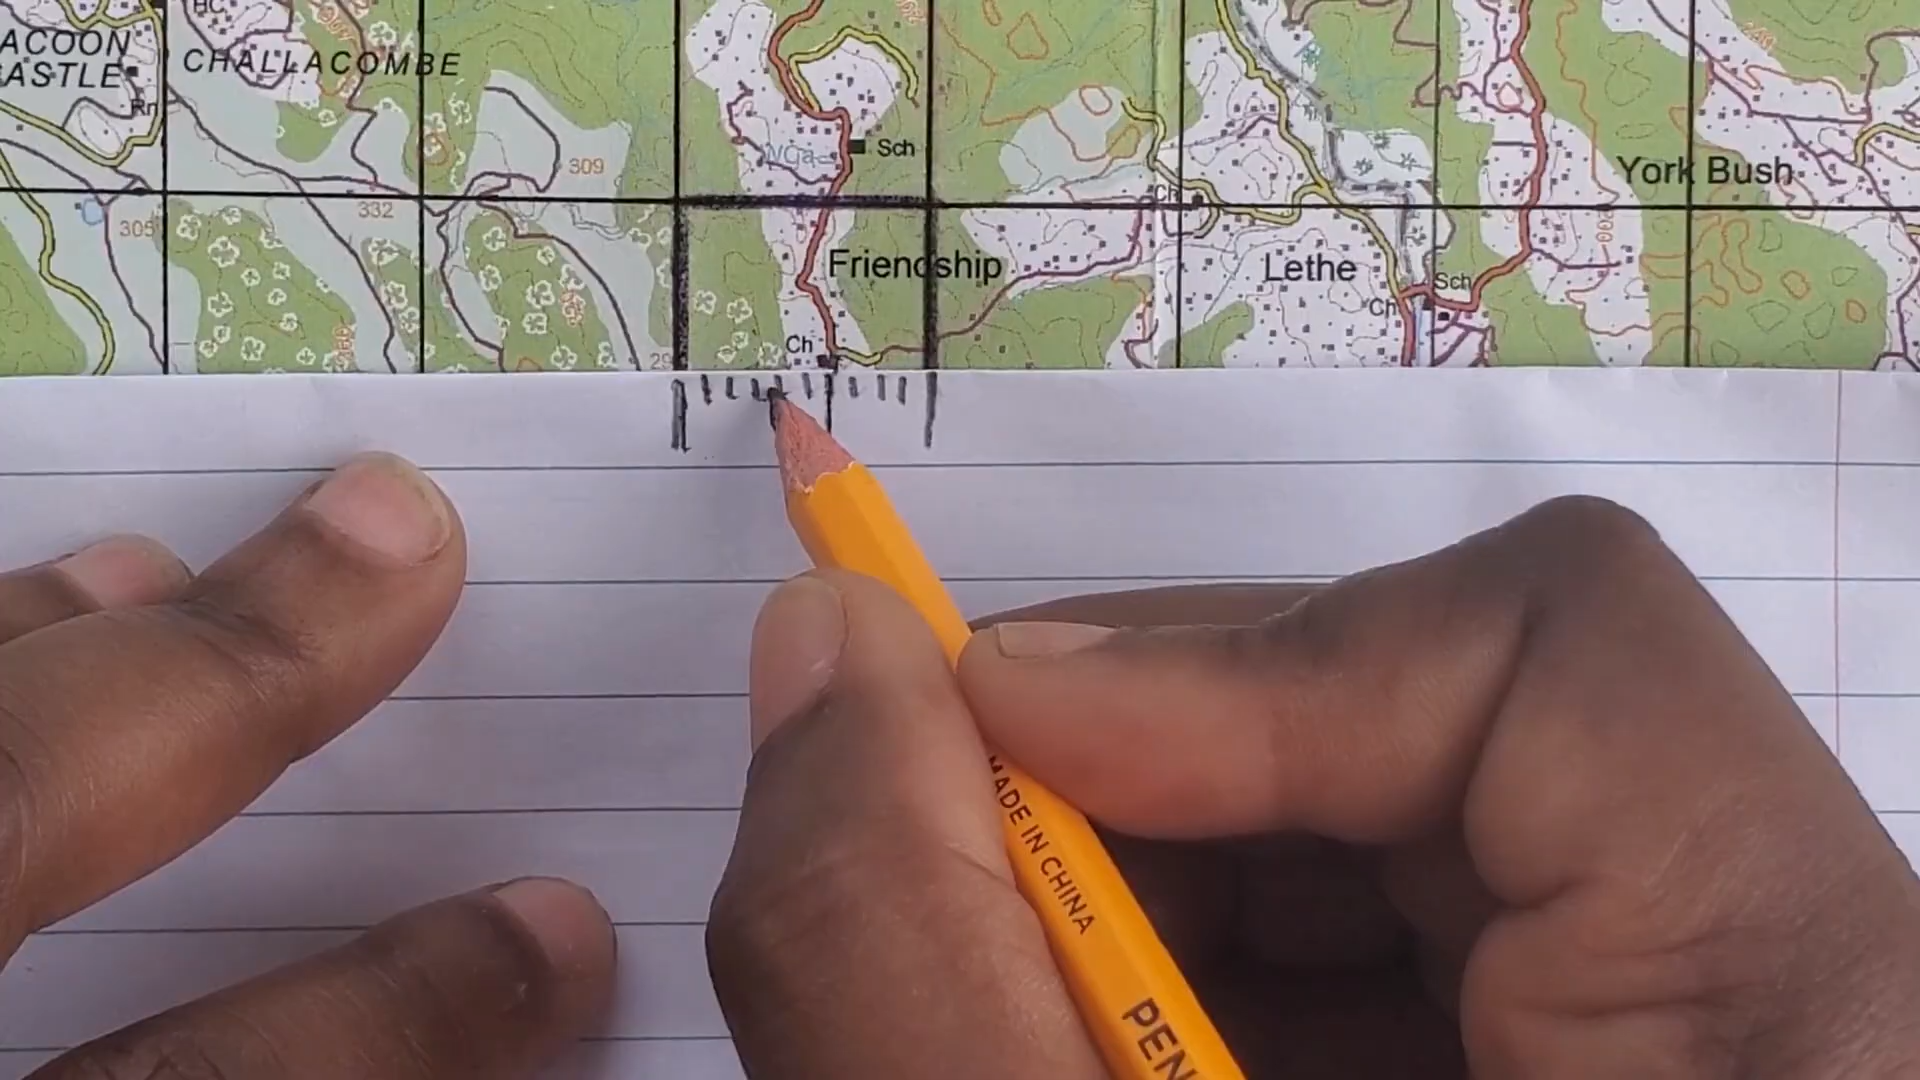 HC
ACOON
CASTLE
CHALLACOMBE
Rn
309
Sch
York Bush
332
305
Ch
Friendship
Lethe
Sch
Ch
Ch
MADE IN CHINA
PEN